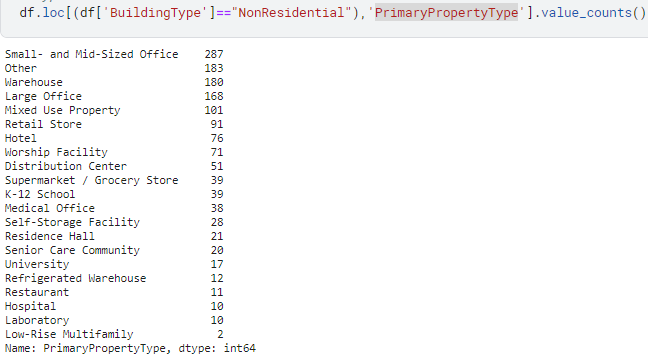 df.loc[(df['BuildingType']=="NonResidential"),'PrimaryPropertyType'].value_counts()
Small- and Mid-Sized Office    287
Other                          183
Warehouse                      180
Large Office                   168
Mixed Use Property             101
Retail Store                    91
Hotel                           76
Worship Facility                71
Distribution Center             51
Supermarket / Grocery Store     39
K-12 School                     39
Medical Office                  38
Self-Storage Facility           28
Residence Hall                  21
Senior Care Community           20
University                      17
Refrigerated Warehouse          12
Restaurant                      11
Hospital                        10
Laboratory                      10
Low-Rise Multifamily             2
Name: PrimaryPropertyType, dtype: int64